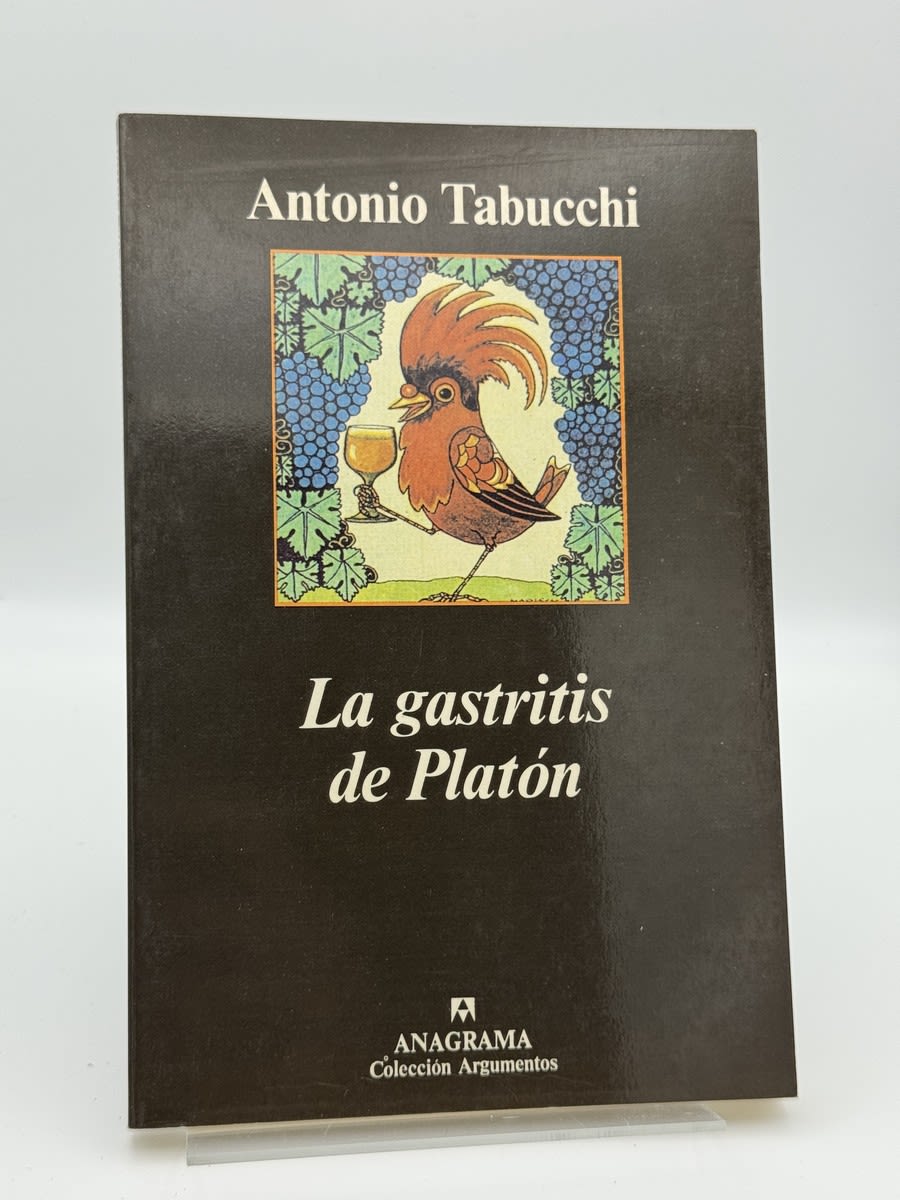 Antonio Tabucchi
La gastritis
de Platón
ANAGRAMA
Colección Argumentos